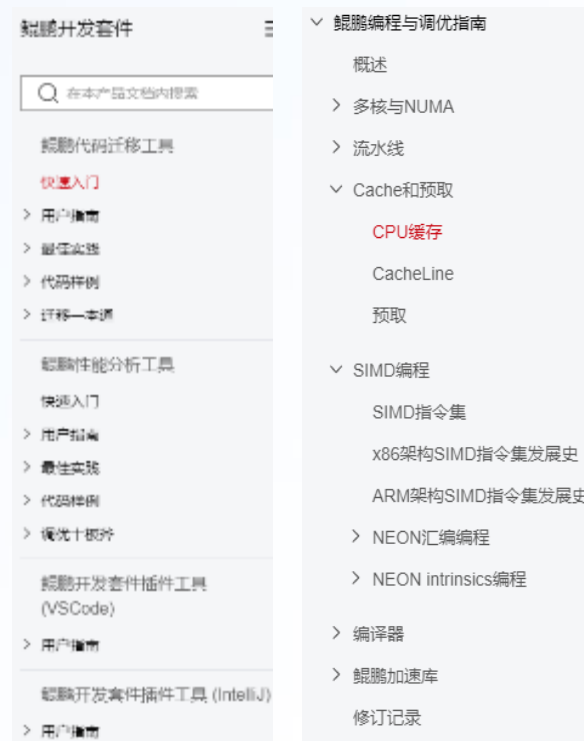 鲲鹏开发套件
在本产品文档内搜索
鲲鹏代码迁移工具
快速入门
用户指南
最佳实践
代码样例
迁移一本通
鲲鹏性能分析工具
快速入门
用户指南
最佳实践
代码样例
调优十板斧
鲲鹏开发套件插件工具
(VSCode)
用户指南
鲲鹏开发套件插件工具 (IntelliJ)
用户指南
鲲鹏编程与调优指南
概述
多核与NUMA
流水线
Cache和预取
CPU缓存
CacheLine
预取
SIMD编程
SIMD指令集
x86架构SIMD指令集发展史
ARM架构SIMD指令集发展史
NEON汇编编程
NEON intrinsics编程
编译器
鲲鹏加速库
修订记录